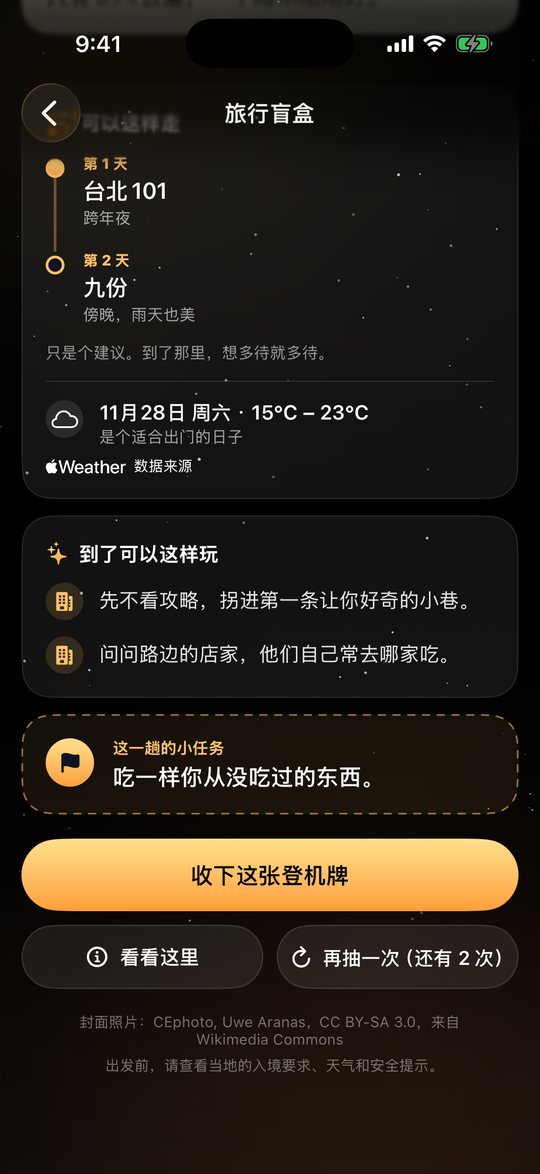 9:41
旅行盲盒
可以这样走
第 1 天
台北 101
跨年夜
第 2 天
九份
傍晚，雨天也美
只是个建议。到了那里，想多待就多待。
11月28日 周六 · 15°C – 23°C
是个适合出门的日子
Weather 数据来源
到了可以这样玩
先不看攻略，拐进第一条让你好奇的小巷。
问问路边的店家，他们自己常去哪家吃。
这一趟的小任务
吃一样你从没吃过的东西。
收下这张登机牌
看看这里
再抽一次 (还有 2 次)
封面照片：CEphoto, Uwe Aranas，CC BY-SA 3.0，来自
Wikimedia Commons
出发前，请查看当地的入境要求、天气和安全提示。